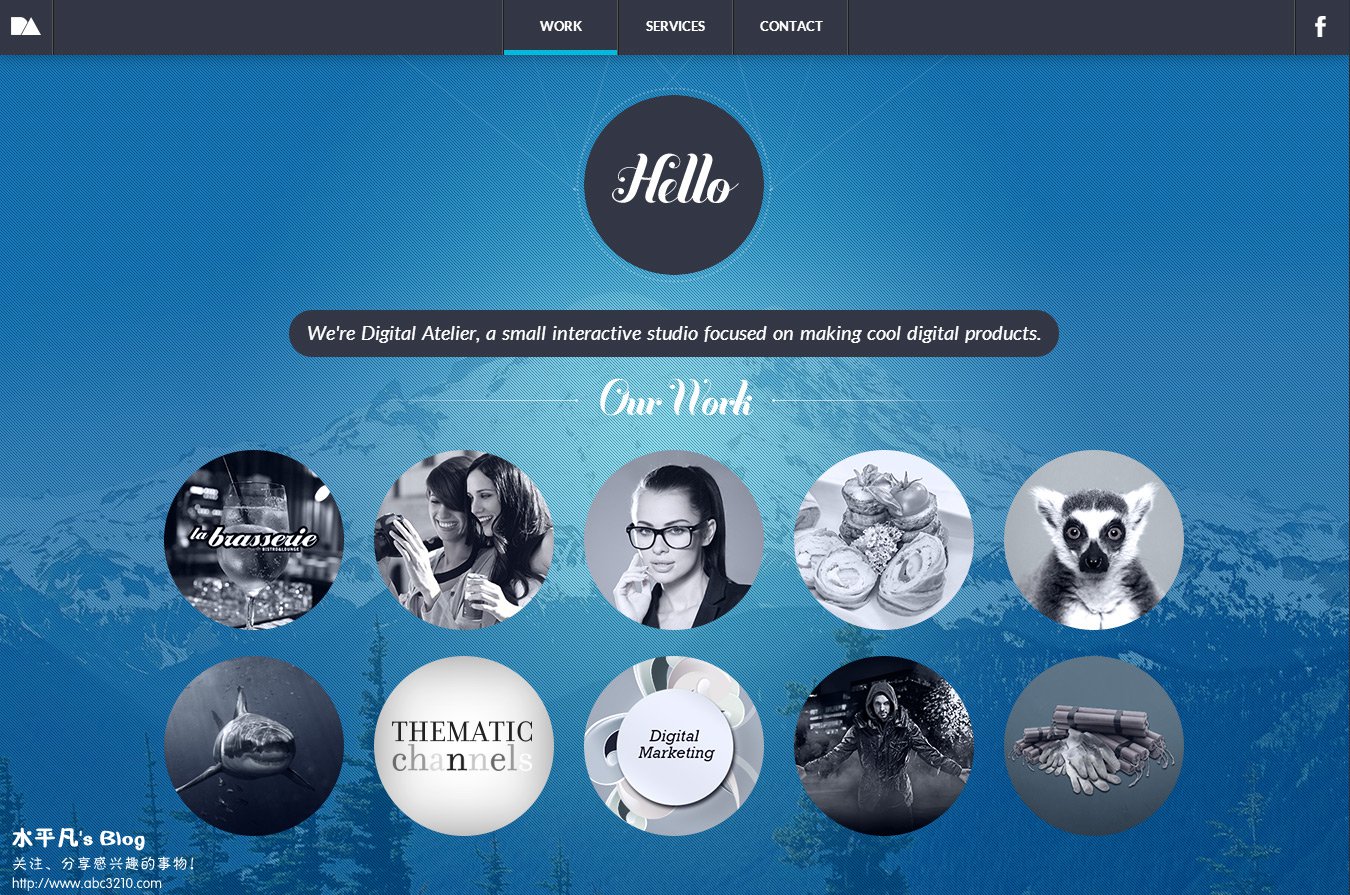 WORK
SERVICES
CONTACT
f
Hello
We're Digital Atelier, a small interactive studio focused on making cool digital products.
Our Work
la brasserie
BISTRO&LOUNGE
THEMATIC
channels
Digital
Marketing
水平凡's Blog
关注、分享感兴趣的事物!
http://www.abc3210.com